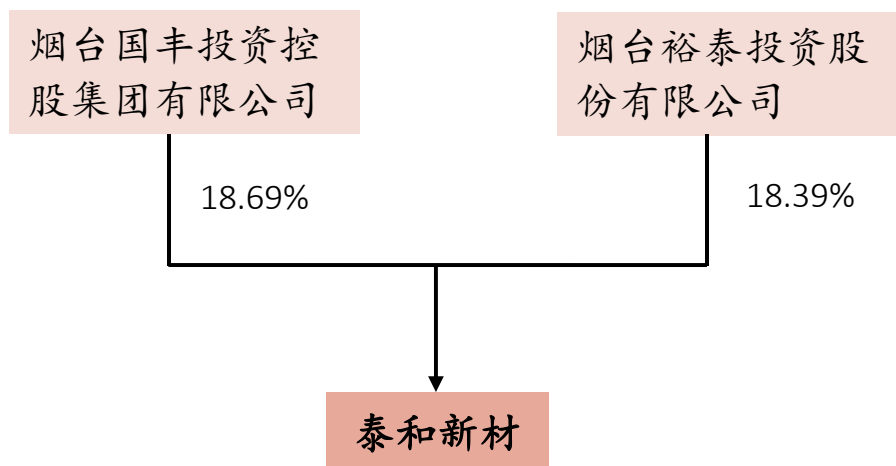 烟台国丰投资控
股集团有限公司
烟台裕泰投资股
份有限公司
18.69%
18.39%
泰和新材